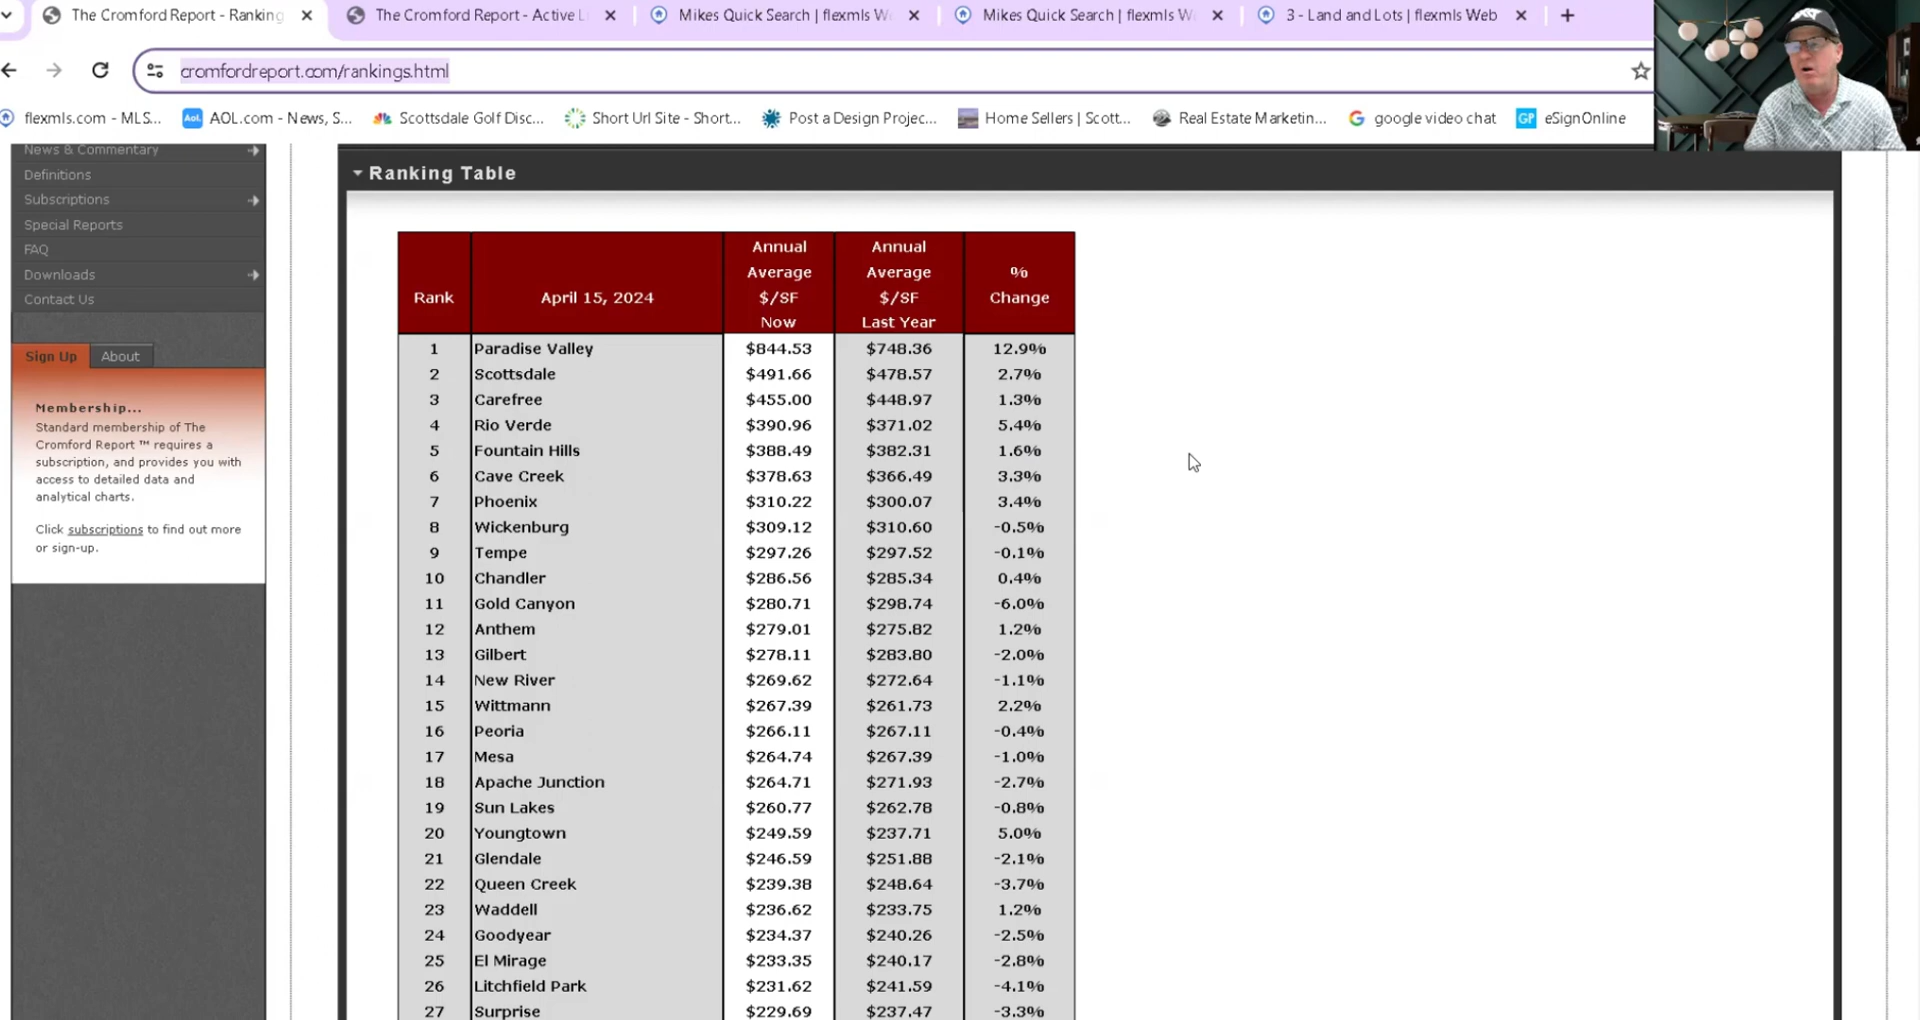 The Cromford Report - Ranking
The Cromford Report - Active Li
Mikes Quick Search | flexmls We
Mikes Quick Search | flexmls We
3 - Land and Lots | flexmls Web
cromfordreport.com/rankings.html
flexmls.com - MLS...
AOL.com - News, S...
Scottsdale Golf Disc...
Short Url Site - Short...
Post a Design Projec...
Home Sellers | Scott...
Real Estate Marketin...
google video chat
GP eSignOnline
News & Commentary
Definitions
Subscriptions
Special Reports
FAQ
Downloads
Contact Us
Sign Up
About
Membership...
Standard membership of The
Cromford Report ™ requires a
subscription, and provides you with
access to detailed data and
analytical charts.
Click subscriptions to find out more
or sign-up.
Ranking Table
Rank
April 15, 2024
Annual
Average
$/SF
Now
Annual
Average
$/SF
Last Year
%
Change
1 Paradise Valley $844.53 $748.36 12.9%
2 Scottsdale $491.66 $478.57 2.7%
3 Carefree $455.00 $448.97 1.3%
4 Rio Verde $390.96 $371.02 5.4%
5 Fountain Hills $388.49 $382.31 1.6%
6 Cave Creek $378.63 $366.49 3.3%
7 Phoenix $310.22 $300.07 3.4%
8 Wickenburg $309.12 $310.60 -0.5%
9 Tempe $297.26 $297.52 -0.1%
10 Chandler $286.56 $285.34 0.4%
11 Gold Canyon $280.71 $298.74 -6.0%
12 Anthem $279.01 $275.82 1.2%
13 Gilbert $278.11 $283.80 -2.0%
14 New River $269.62 $272.64 -1.1%
15 Wittmann $267.39 $261.73 2.2%
16 Peoria $266.11 $267.11 -0.4%
17 Mesa $264.74 $267.39 -1.0%
18 Apache Junction $264.71 $271.93 -2.7%
19 Sun Lakes $260.77 $262.78 -0.8%
20 Youngtown $249.59 $237.71 5.0%
21 Glendale $246.59 $251.88 -2.1%
22 Queen Creek $239.38 $248.64 -3.7%
23 Waddell $236.62 $233.75 1.2%
24 Goodyear $234.37 $240.26 -2.5%
25 El Mirage $233.35 $240.17 -2.8%
26 Litchfield Park $231.62 $241.59 -4.1%
27 Surprise $229.69 $237.47 -3.3%